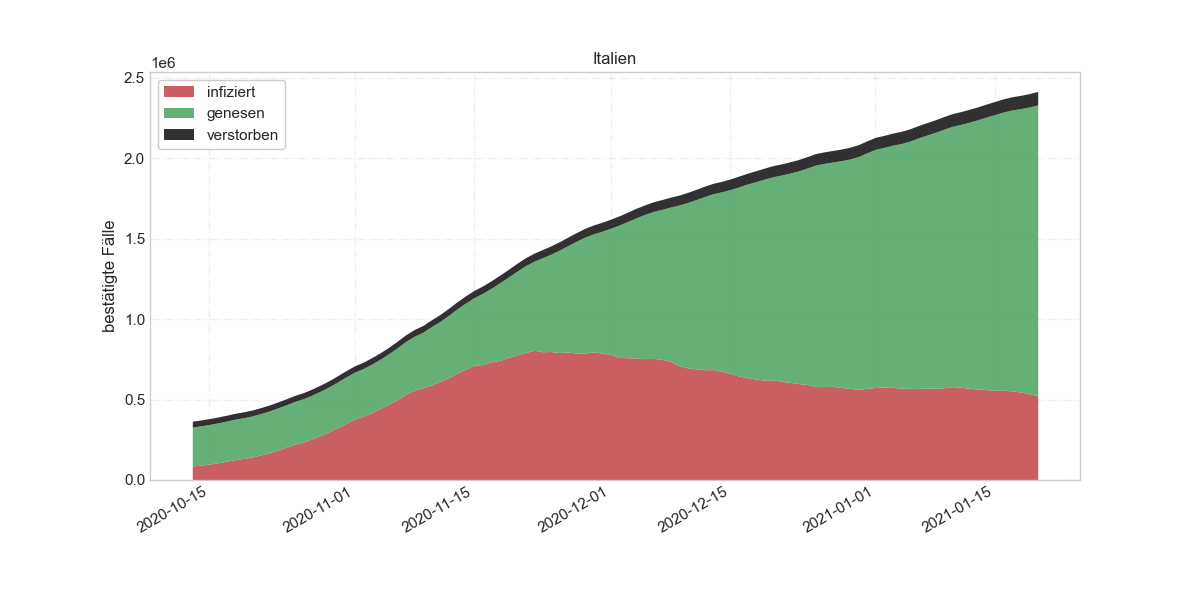 Italien
1e6
2.5
2.0
1.5
1.0
0.5
0.0
bestätigte Fälle
infiziert
genesen
verstorben
2020-10-15
2020-11-01
2020-11-15
2020-12-01
2020-12-15
2021-01-01
2021-01-15